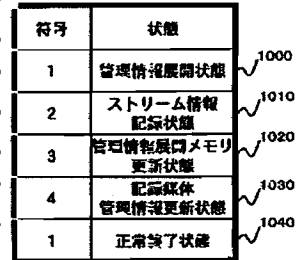 符号 状態
1 管理情報展開状態 1000
2 ストリーム情報 1010
記録状態
3 管理情報展開メモリ 1020
更新状態
4 記録媒体 1030
管理情報更新状態
1 正常終了状態 1040